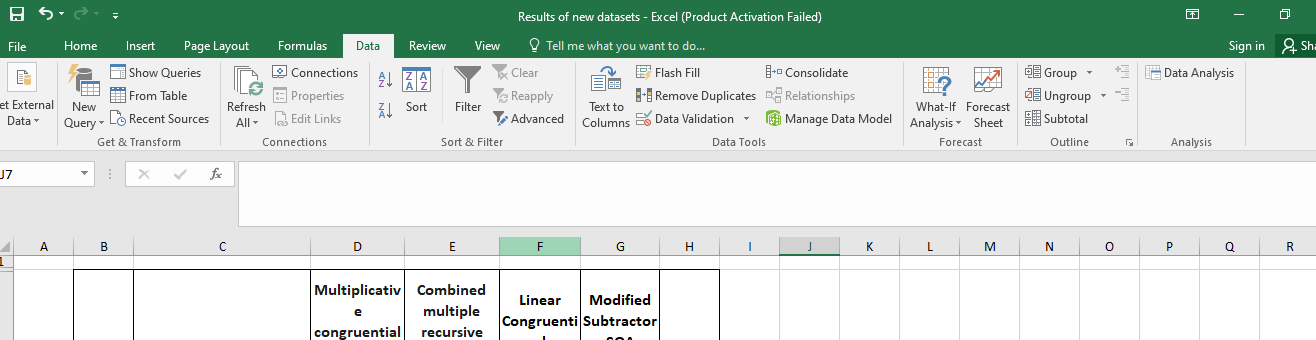 Results of new datasets - Excel (Product Activation Failed)
File Home Insert Page Layout Formulas Data Review View Tell me what you want to do... Sign in Sha
Show Queries Connections Clear Flash Fill Consolidate Group Data Analysis
From Table Properties Reapply Remove Duplicates Relationships Ungroup
Recent Sources Edit Links Advanced Data Validation Manage Data Model Subtotal
et External Data New Query Refresh All Sort Filter Text to Columns What-If Analysis Forecast Sheet
Get & Transform Connections Sort & Filter Data Tools Forecast Outline Analysis
J7 fx
A B C D E F G H I J K L M N O P Q R
1
Multiplicativ
e
congruential
Combined
multiple
recursive
Linear
Congruenti
Modified
Subtractor